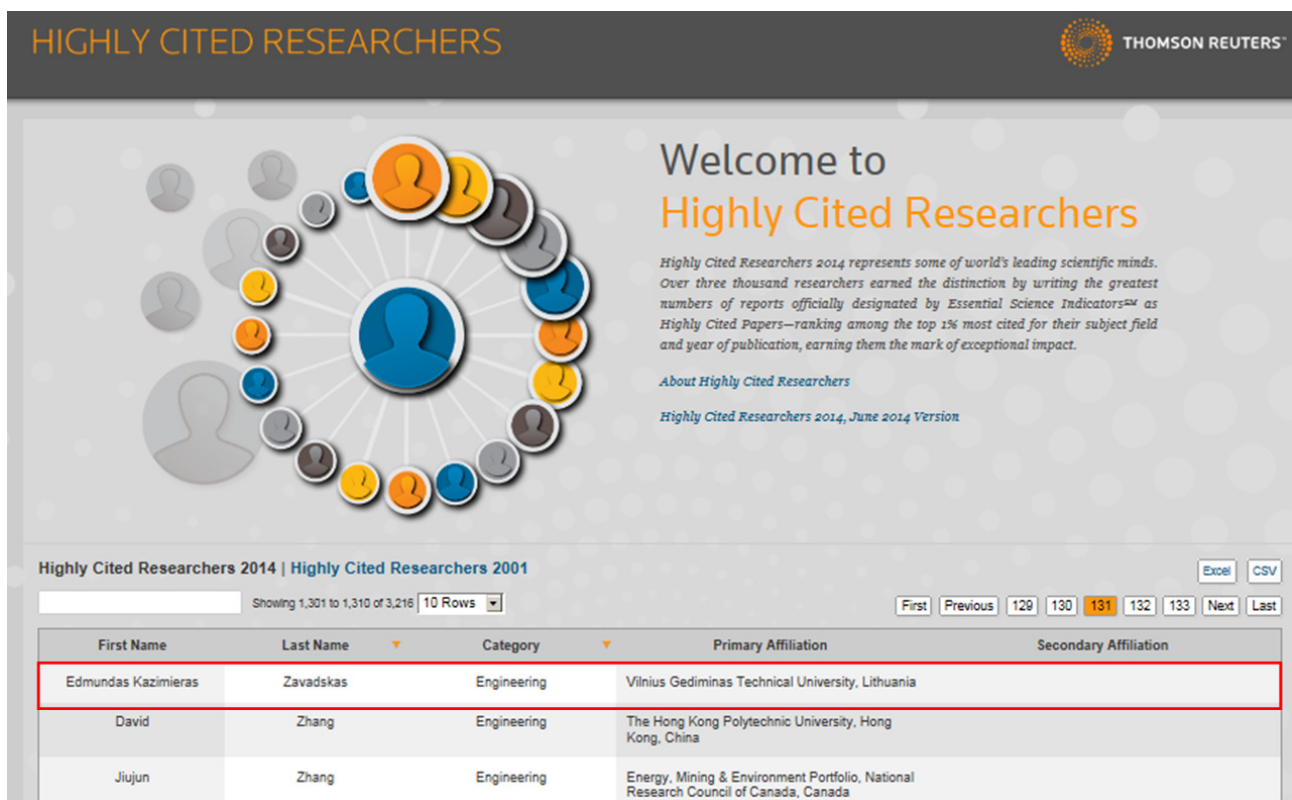 HIGHLY CITED RESEARCHERS
THOMSON REUTERS™
Welcome to
Highly Cited Researchers
Highly Cited Researchers 2014 represents some of world's leading scientific minds.
Over three thousand researchers earned the distinction by writing the greatest
numbers of reports officially designated by Essential Science Indicators℠ as
Highly Cited Papers—ranking among the top 1% most cited for their subject field
and year of publication, earning them the mark of exceptional impact.
About Highly Cited Researchers
Highly Cited Researchers 2014, June 2014 Version
Highly Cited Researchers 2014 | Highly Cited Researchers 2001
Excel CSV
Showing 1,301 to 1,310 of 3,216 10 Rows
First Previous 129 130 131 132 133 Next Last
First Name Last Name Category Primary Affiliation Secondary Affiliation
Edmundas Kazimieras Zavadskas Engineering Vilnius Gediminas Technical University, Lithuania
David Zhang Engineering The Hong Kong Polytechnic University, Hong
Kong, China
Jiujun Zhang Engineering Energy, Mining & Environment Portfolio, National
Research Council of Canada, Canada